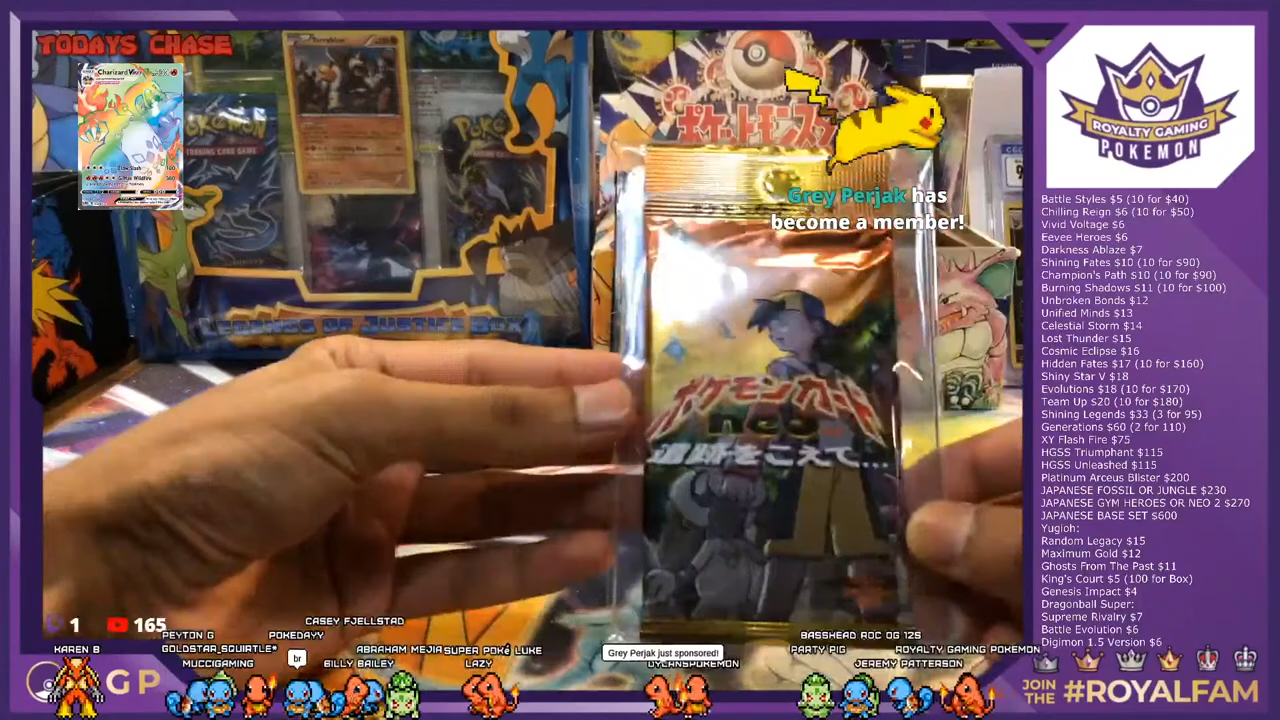 TODAYS CHASE
Charizard
POKÉMON
TRADING CARD GAME
Terrakion
LEGENDS OF JUSTICE BOX
ポケットモンス
Grey Perjak has
become a member!
ポケモンカード
neo
遺跡をこえて...
CGC
9
ROYALTY GAMING
POKEMON
Battle Styles $5 (10 for $40)
Chilling Reign $6 (10 for $50)
Vivid Voltage $6
Eevee Heroes $6
Darkness Ablaze $7
Shining Fates $10 (10 for $90)
Champion's Path $10 (10 for $90)
Burning Shadows $11 (10 for $100)
Unbroken Bonds $12
Unified Minds $13
Celestial Storm $14
Lost Thunder $15
Cosmic Eclipse $16
Hidden Fates $17 (10 for $160)
Shiny Star V $18
Evolutions $18 (10 for $170)
Team Up $20 (10 for $180)
Shining Legends $33 (3 for 95)
Generations $60 (2 for 110)
XY Flash Fire $75
HGSS Triumphant $115
HGSS Unleashed $115
Platinum Arceus Blister $200
JAPANESE FOSSIL OR JUNGLE $230
JAPANESE GYM HEROES OR NEO 2 $270
JAPANESE BASE SET $600
Yugioh:
Random Legacy $15
Maximum Gold $12
Ghosts From The Past $11
King's Court $5 (100 for Box)
Genesis Impact $4
Dragonball Super:
Supreme Rivalry $7
Battle Evolution $6
Digimon 1.5 Version $6
1
165
KAREN B
PEYTON G
GOLDSTAR_SQUIRTLE*
MUCCIGAMING
POKEDAYY
br
CASEY FJELLSTAD
BILLY BAILEY
ABRAHAM MEJIA
SUPER POKé LUKE
LAZY
Grey Perjak just sponsored!
DYLANSPOKEMON
BASSHEAD ROC OG 125
PARTY PIG
ROYALTY GAMING POKEMON
JEREMY PATTERSON
GP
JOIN
THE
#ROYALFAM